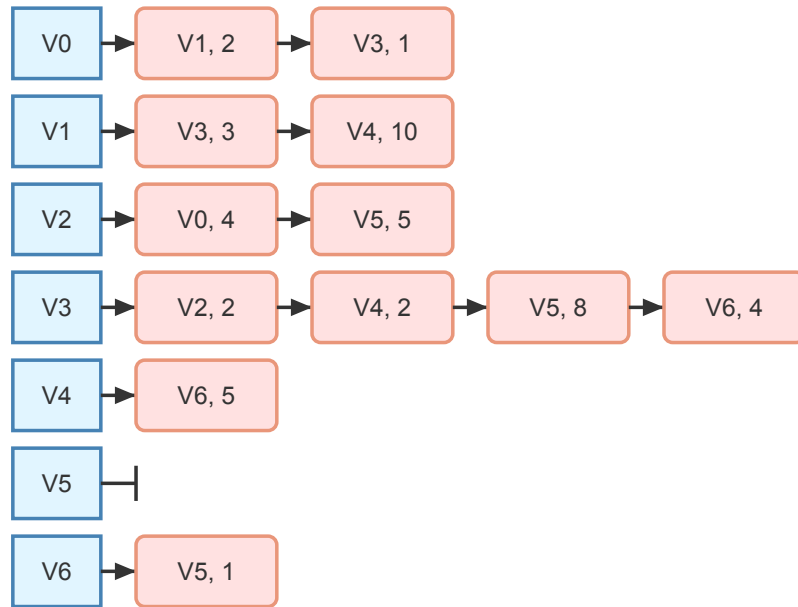 V0 V1, 2 V3, 1
V1 V3, 3 V4, 10
V2 V0, 4 V5, 5
V3 V2, 2 V4, 2 V5, 8 V6, 4
V4 V6, 5
V5
V6 V5, 1